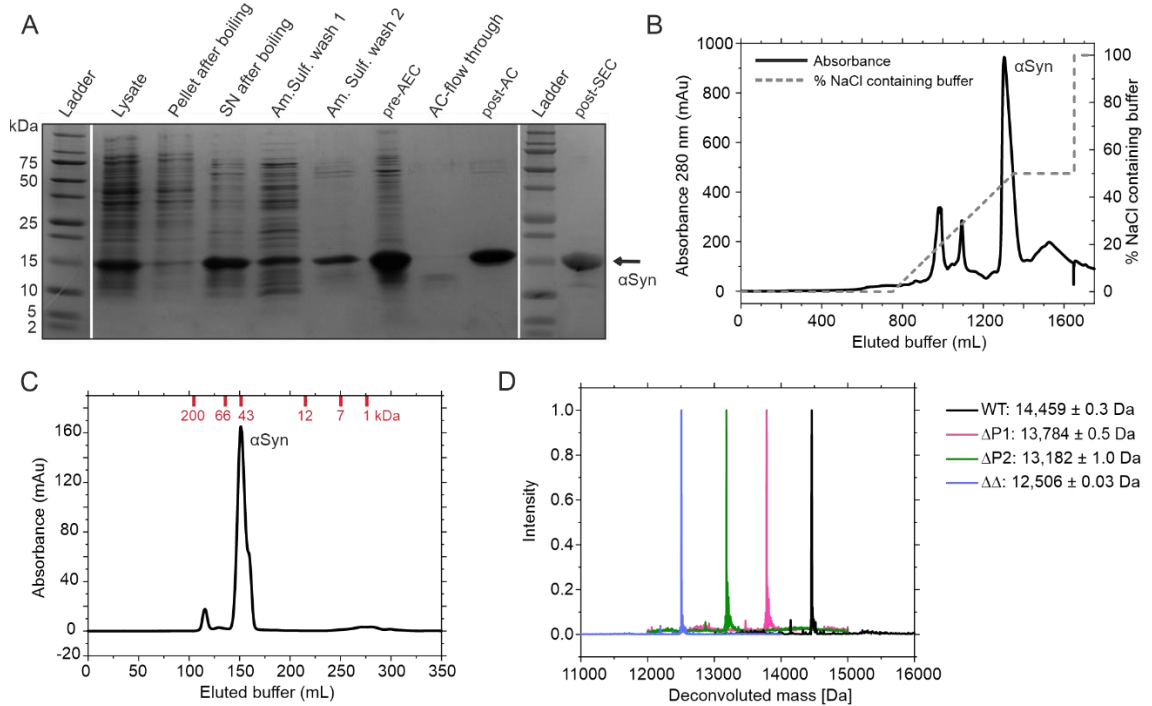 A
Ladder
Lysate
Pellet after boiling
SN after boiling
Am.Sulf. wash 1
Am. Sulf. wash 2
pre-AEC
AC-flow through
post-AC
Ladder
post-SEC
kDa
75
50
25
15
10
5
2
αSyn
B
1000
800
600
400
200
0
Absorbance 280 nm (mAu)
Absorbance
% NaCl containing buffer
αSyn
100
80
60
40
20
0
% NaCl containing buffer
0 400 800 1200 1600
Eluted buffer (mL)
C
200 66 43 12 7 1 kDa
αSyn
160
120
80
40
0
-20
Absorbance (mAu)
0 50 100 150 200 250 300 350
Eluted buffer (mL)
D
1.0
0.8
0.6
0.4
0.2
0.0
Intensity
11000 12000 13000 14000 15000 16000
Deconvoluted mass [Da]
WT: 14,459 ± 0.3 Da
ΔP1: 13,784 ± 0.5 Da
ΔP2: 13,182 ± 1.0 Da
ΔΔ: 12,506 ± 0.03 Da